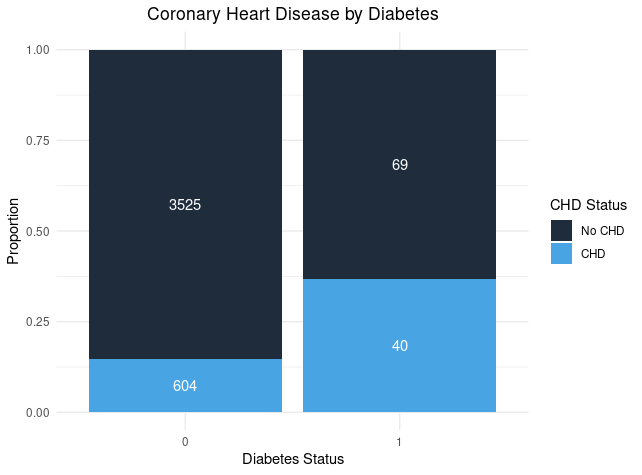 Coronary Heart Disease by Diabetes
1.00
0.75
0.50
0.25
0.00
Proportion
3525
604
69
40
0
1
Diabetes Status
CHD Status
No CHD
CHD